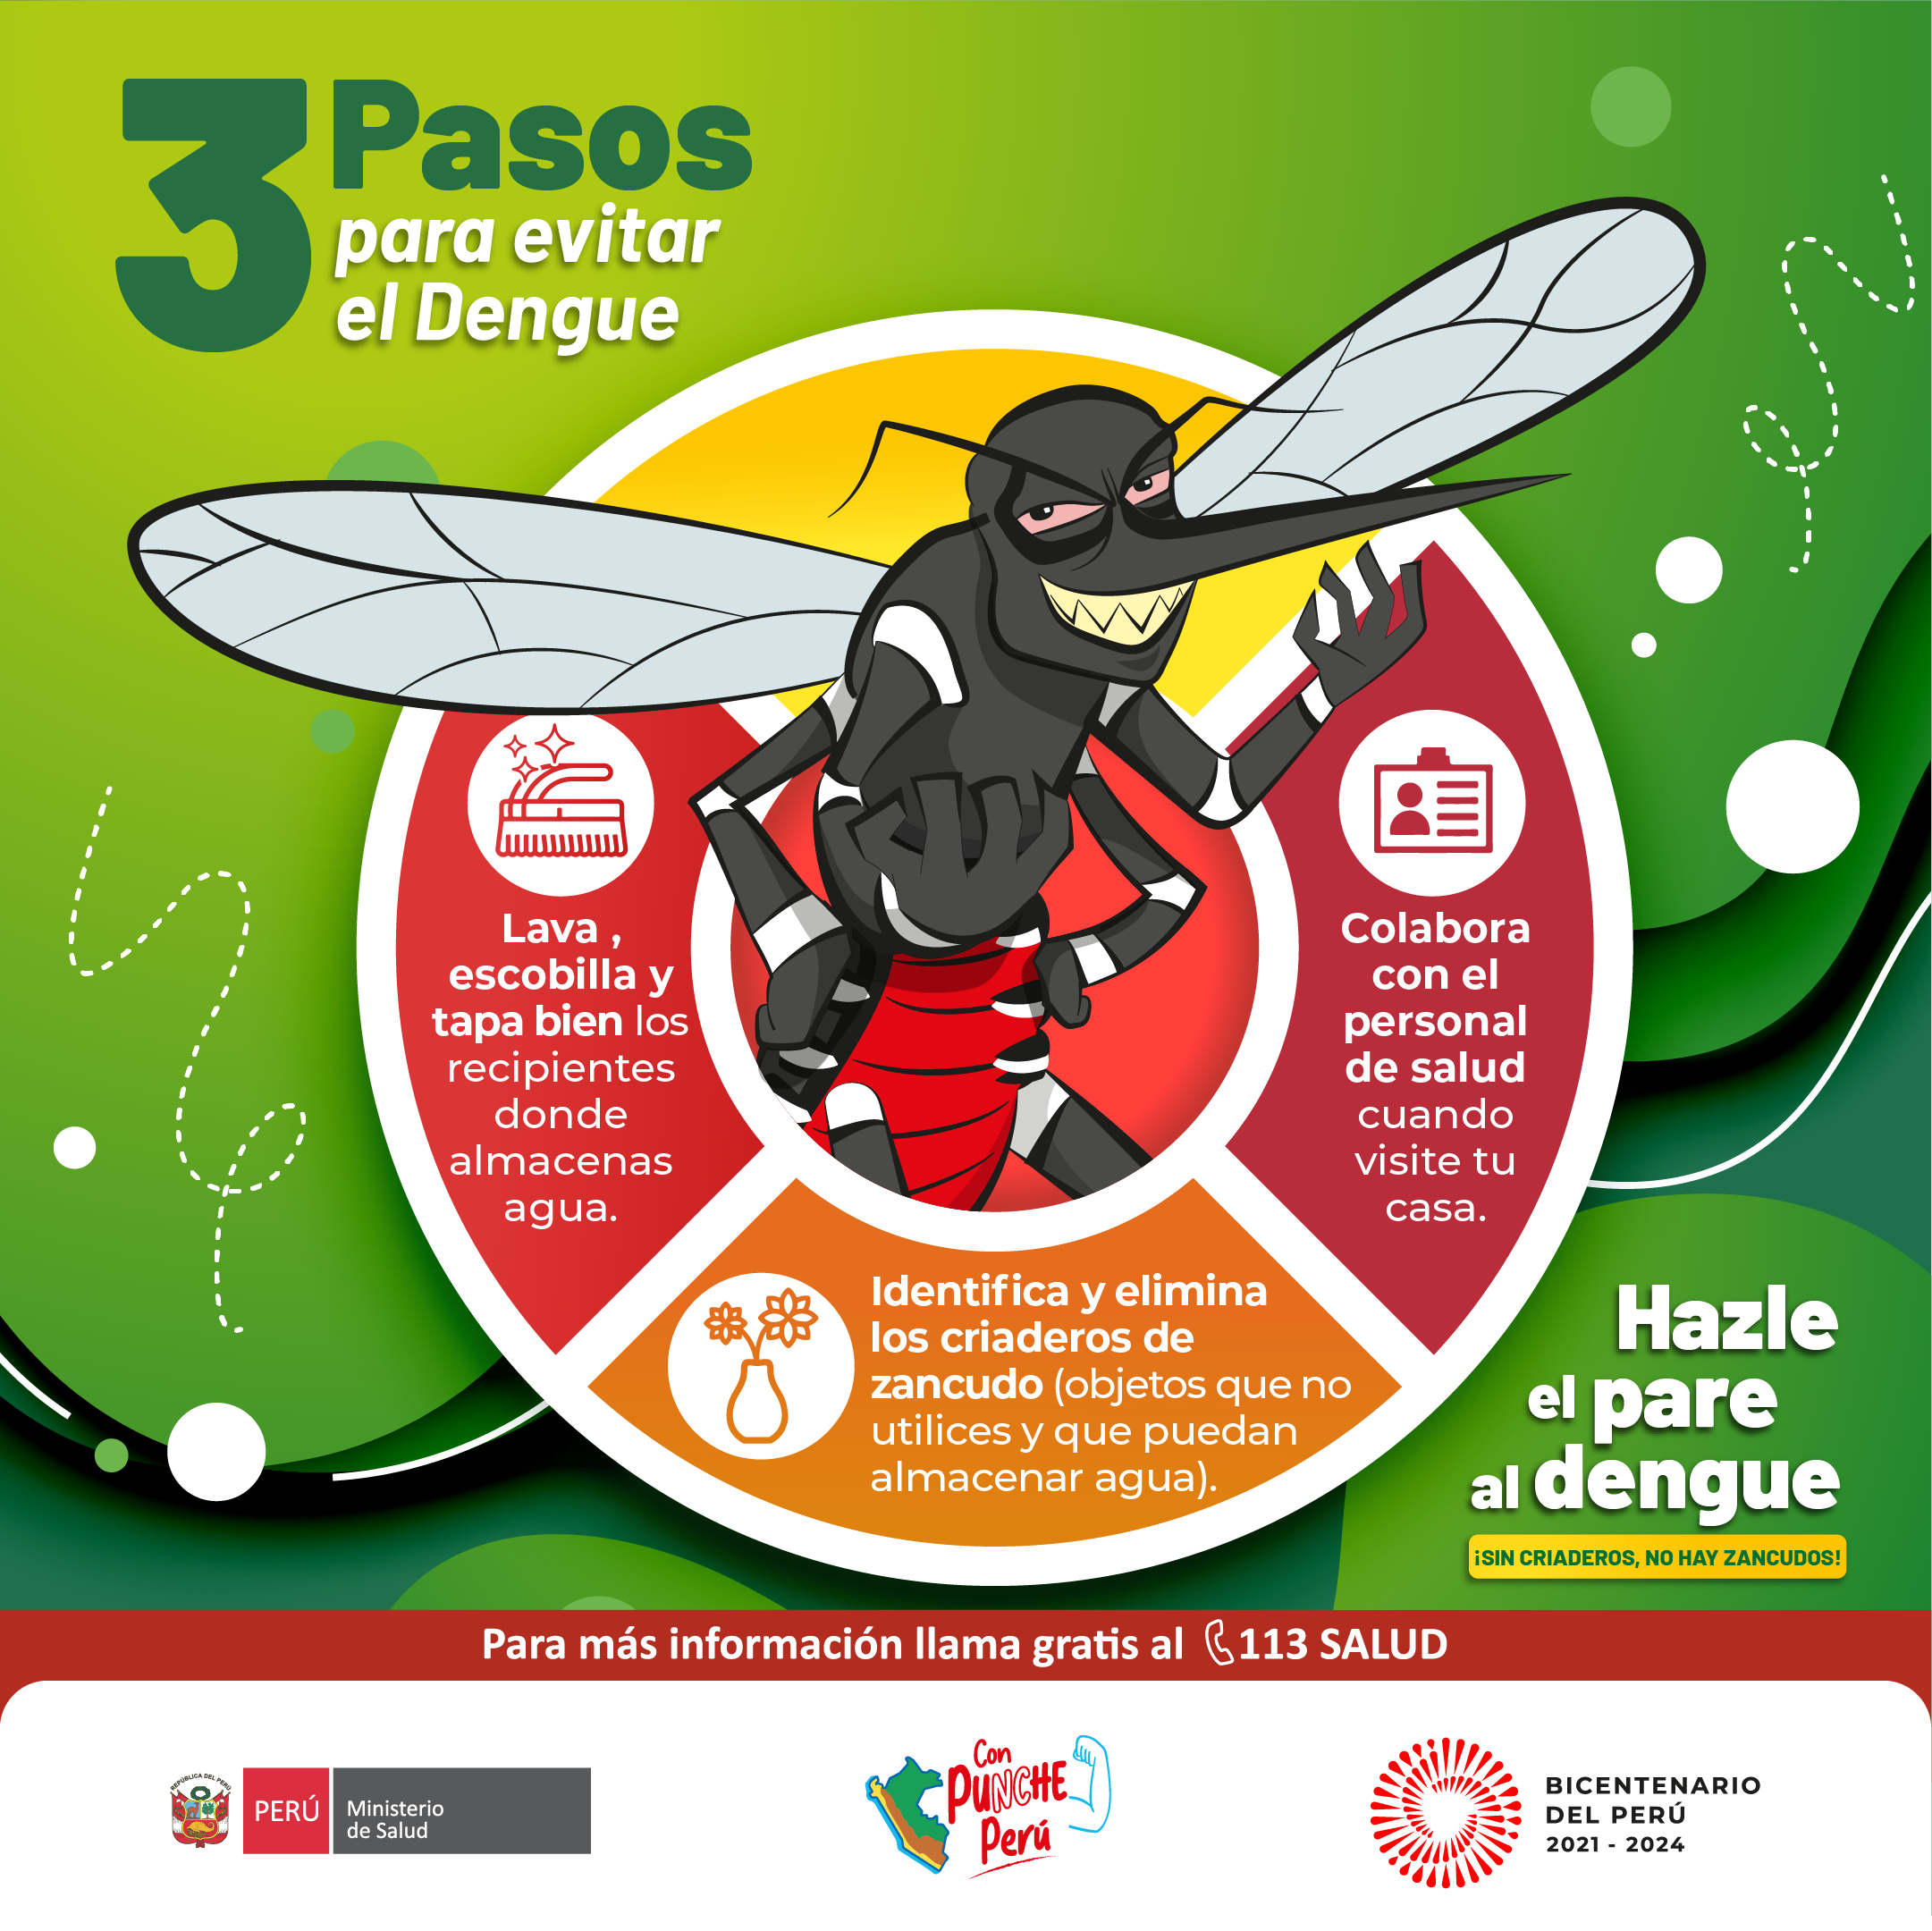 3 Pasos
para evitar
el Dengue
Lava ,
escobilla y
tapa bien los
recipientes
donde
almacenas
agua.
Identifica y elimina
los criaderos de
zancudo (objetos que no
utilices y que puedan
almacenar agua).
Colabora
con el
personal
de salud
cuando
visite tu
casa.
Hazle
el pare
al dengue
¡SIN CRIADEROS, NO HAY ZANCUDOS!
Para más información llama gratis al 113 SALUD
REPÚBLICA DEL PERÚ
PERÚ
Ministerio
de Salud
Con
PUNCHE
Perú
BICENTENARIO
DEL PERÚ
2021 - 2024